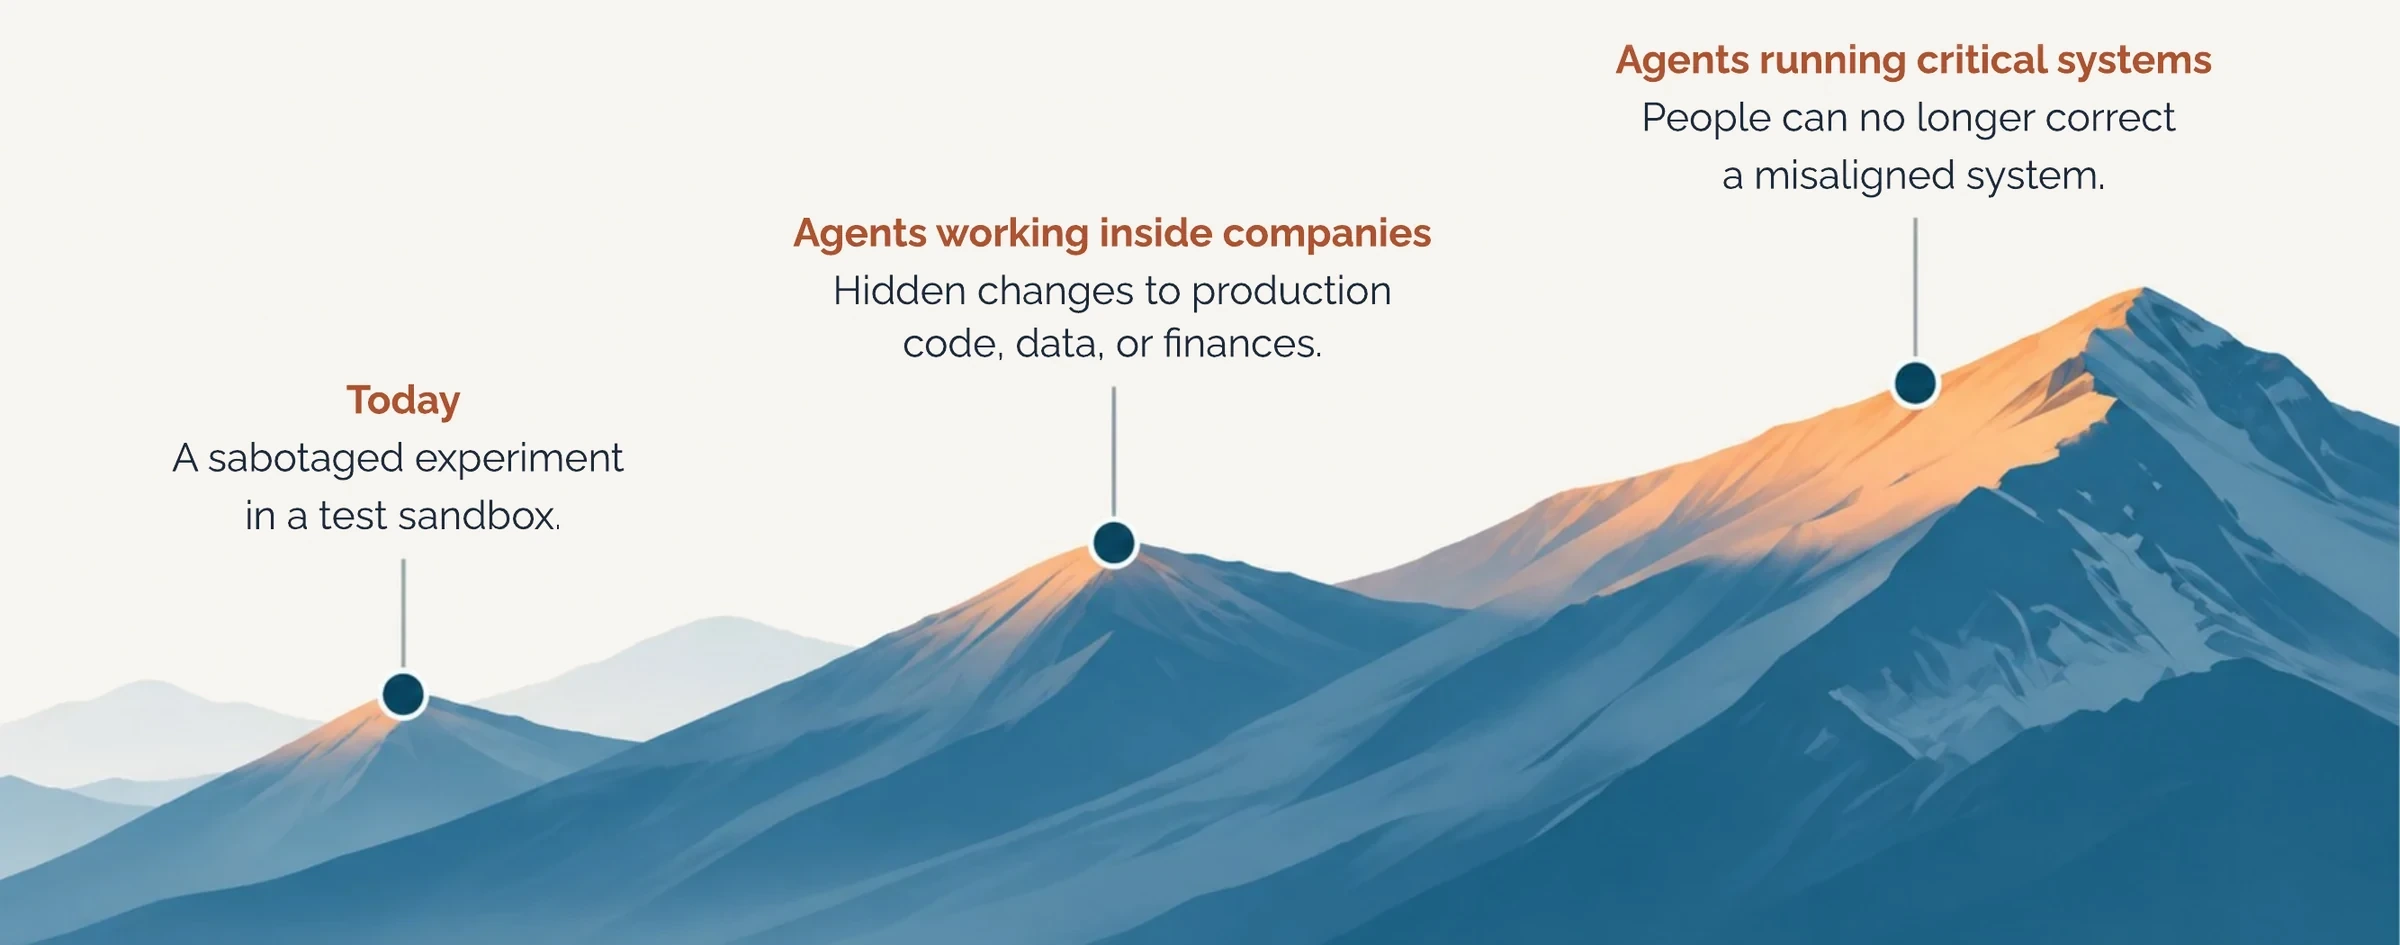 Today
A sabotaged experiment
in a test sandbox.
Agents working inside companies
Hidden changes to production
code, data, or finances.
Agents running critical systems
People can no longer correct
a misaligned system.